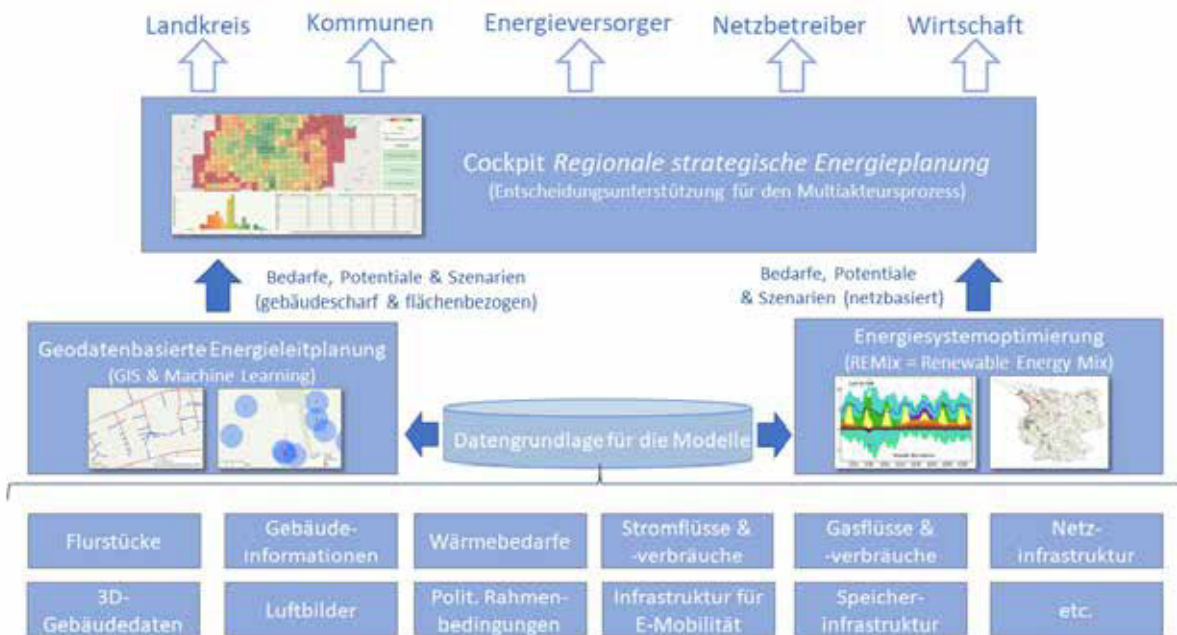 Landkreis
Kommunen
Energieversorger
Netzbetreiber
Wirtschaft
Cockpit Regionale strategische Energieplanung
(Entscheidungsunterstützung für den Multiakteursprozess)
Bedarfe, Potentiale & Szenarien
(gebäudescharf & flächenbezogen)
Bedarfe, Potentiale
& Szenarien (netzbasiert)
Geodatenbasierte Energieleitplanung
(GIS & Machine Learning)
Energiesystemoptimierung
(REMix = Renewable Energy Mix)
Datengrundlage für die Modelle
Flurstücke
Gebäude-
informationen
Wärmebedarfe
Stromflüsse &
-verbräuche
Gasflüsse &
-verbräuche
Netz-
infrastruktur
3D-
Gebäudedaten
Luftbilder
Polit. Rahmen-
bedingungen
Infrastruktur für
E-Mobilität
Speicher-
infrastruktur
etc.